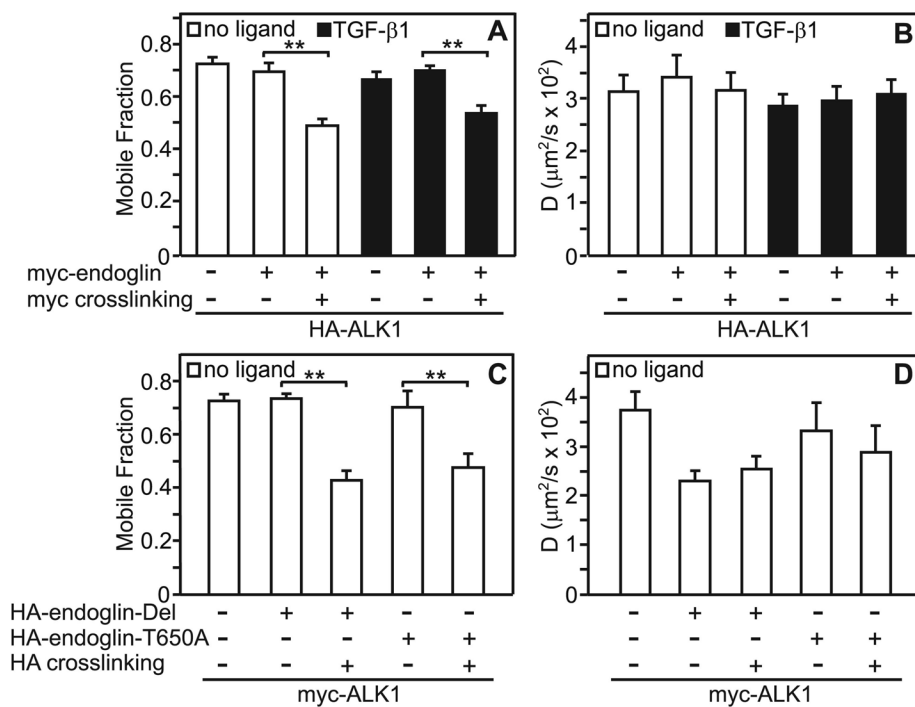 no ligand TGF-β1 A
Mobile Fraction
0.8
0.6
0.4
0.2
0
** **
myc-endoglin - + + - + +
myc crosslinking - - + - - +
HA-ALK1
no ligand TGF-β1 B
D (μm²/s x 10²)
4
3
2
1
0
- + + - + +
- - + - - +
HA-ALK1
no ligand C
Mobile Fraction
0.8
0.6
0.4
0.2
0
** **
HA-endoglin-Del - + + - -
HA-endoglin-T650A - - - + +
HA crosslinking - - + - +
myc-ALK1
no ligand D
D (μm²/s x 10²)
4
3
2
1
0
- + + - -
- - - + +
- - + - +
myc-ALK1